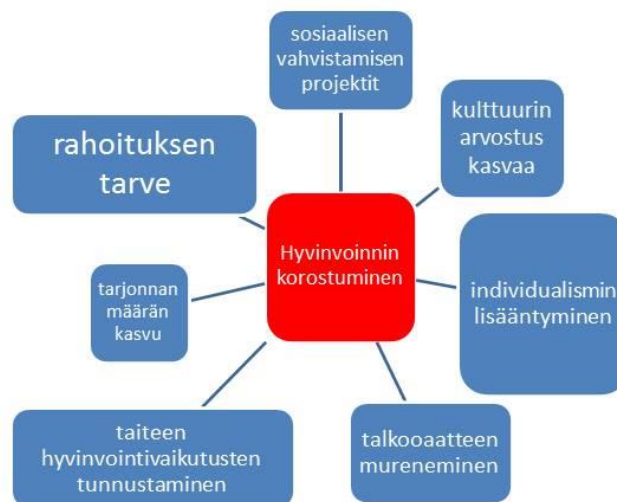 sosiaalisen
vahvistamisen
projektit
kulttuurin
arvostus
kasvaa
rahoituksen
tarve
Hyvinvoinnin
korostuminen
individualismin
lisääntyminen
tarjonnan
määrän
kasvu
taiteen
hyvinvointivaikutusten
tunnustaminen
talkooaatteen
mureneminen